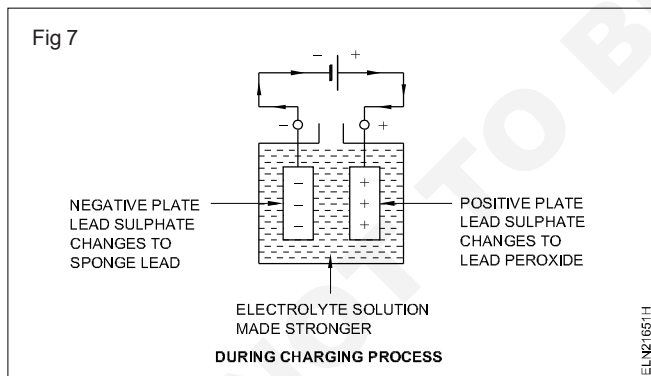 Fig 7
− +
− +
− +
− +
− +
NEGATIVE PLATE
LEAD SULPHATE
CHANGES TO
SPONGE LEAD
POSITIVE PLATE
LEAD SULPHATE
CHANGES TO
LEAD PEROXIDE
ELECTROLYTE SOLUTION
MADE STRONGER
DURING CHARGING PROCESS
ELN21651H